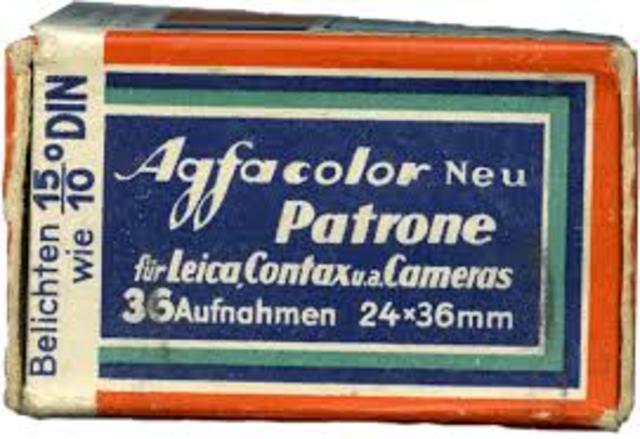 Belichten 15/10° DIN
wie
Agfacolor Neu
Patrone
für Leica, Contax u.a. Cameras
36 Aufnahmen 24×36mm